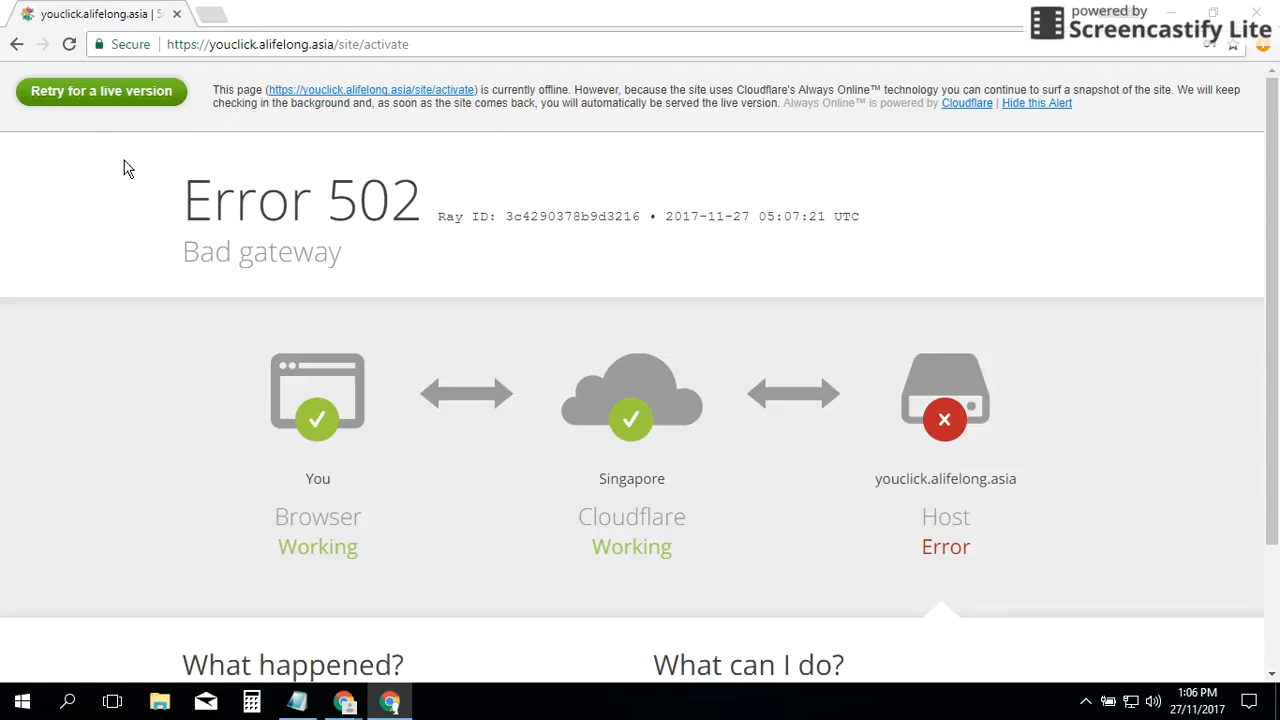 youclick.alifelong.asia | 5
powered by
Screencastify Lite
Secure
https://youclick.alifelong.asia/site/activate
Retry for a live version
This page (https://youclick.alifelong.asia/site/activate) is currently offline. However, because the site uses Cloudflare's Always Online™ technology you can continue to surf a snapshot of the site. We will keep
checking in the background and, as soon as the site comes back, you will automatically be served the live version. Always Online™ is powered by Cloudflare | Hide this Alert
Error 502 Ray ID: 3c4290378b9d3216 • 2017-11-27 05:07:21 UTC
Bad gateway
You
Singapore
youclick.alifelong.asia
Browser
Cloudflare
Host
Working
Working
Error
What happened?
What can I do?
1:06 PM
27/11/2017